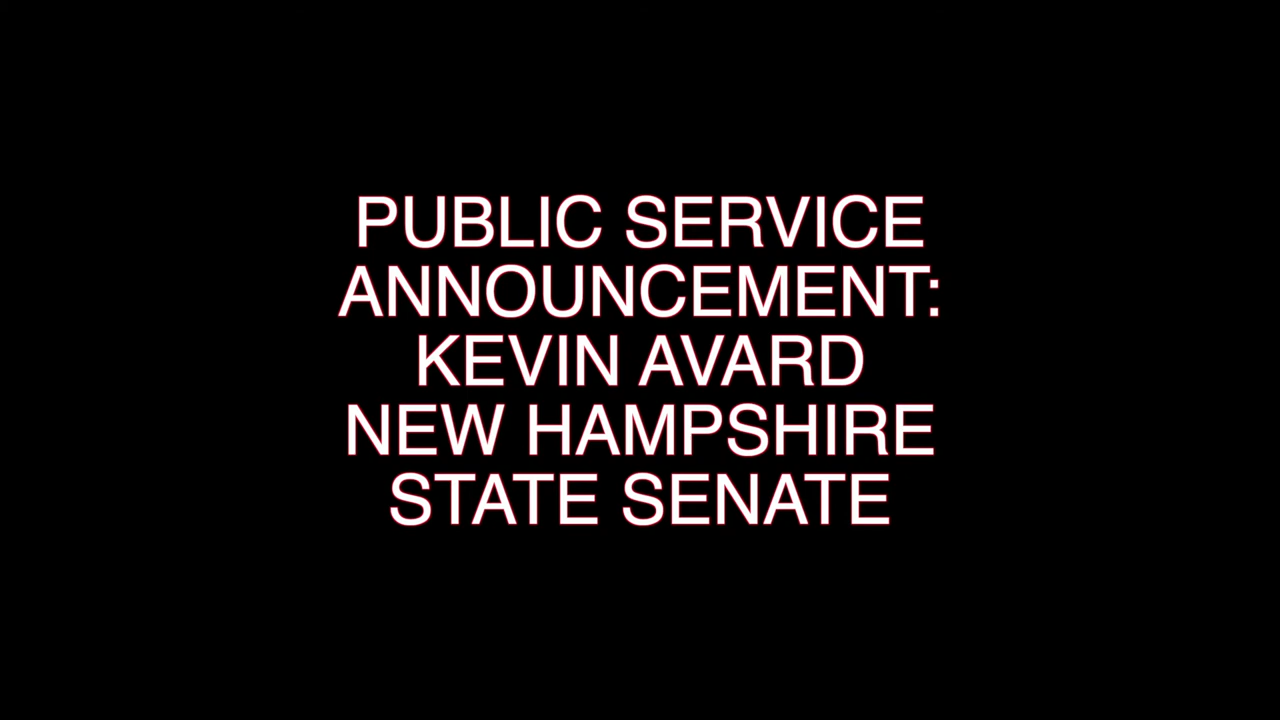 PUBLIC SERVICE
ANNOUNCEMENT:
KEVIN AVARD
NEW HAMPSHIRE
STATE SENATE